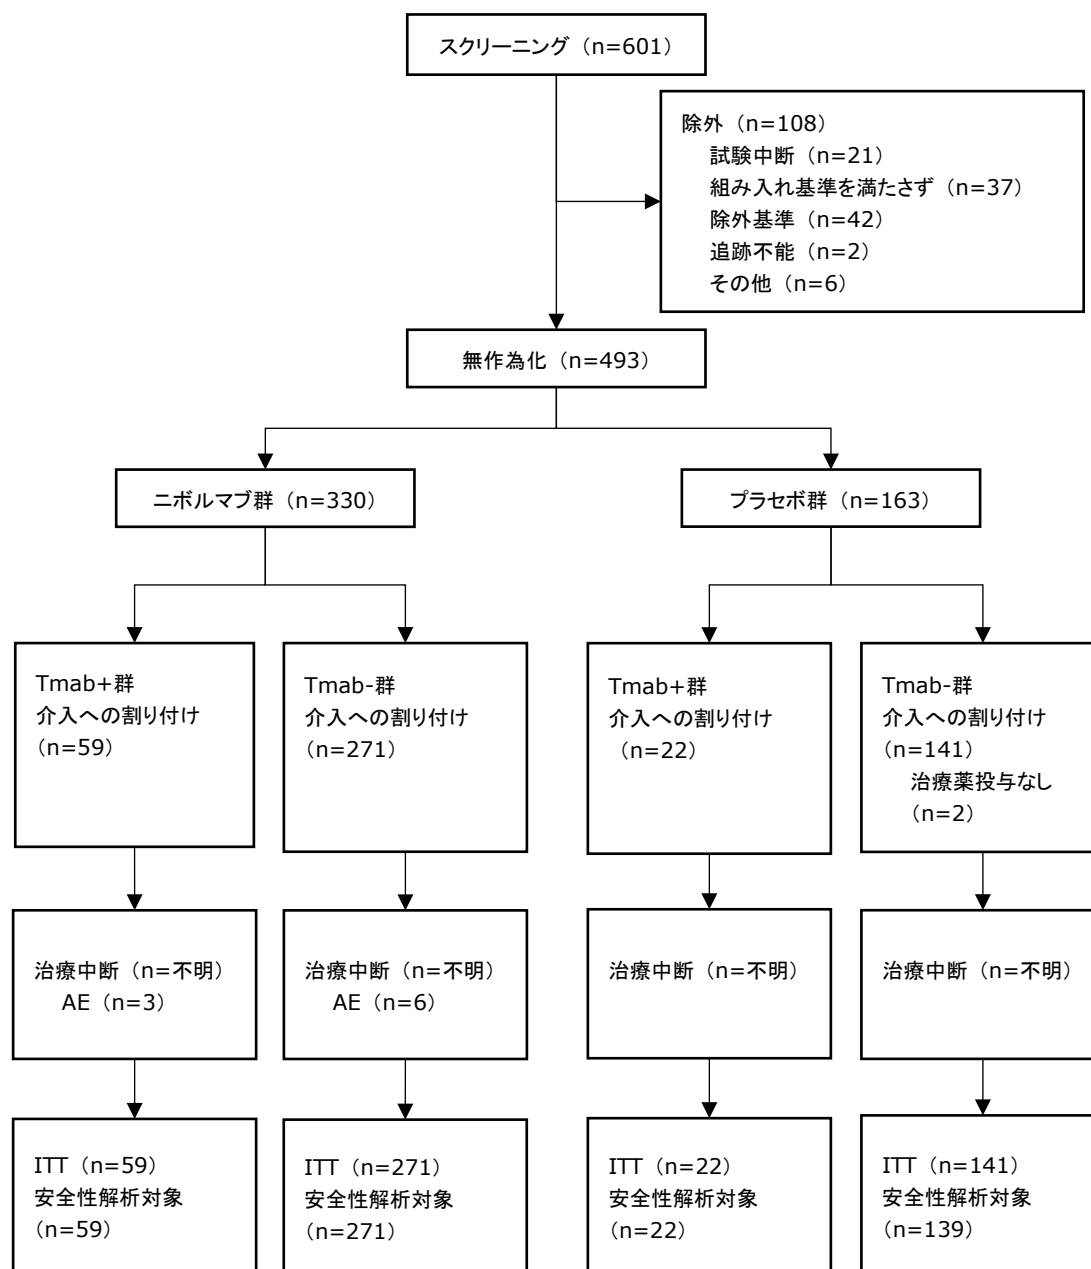 スクリーニング（n=601）
除外（n=108）
試験中断（n=21）
組み入れ基準を満たさず（n=37）
除外基準（n=42）
追跡不能（n=2）
その他（n=6）
無作為化（n=493）
ニボルマブ群（n=330）
プラセボ群（n=163）
Tmab+群
介入への割り付け
（n=59）
Tmab-群
介入への割り付け
（n=271）
Tmab+群
介入への割り付け
（n=22）
Tmab-群
介入への割り付け
（n=141）
治療薬投与なし
（n=2）
治療中断（n=不明）
AE（n=3）
治療中断（n=不明）
AE（n=6）
治療中断（n=不明）
治療中断（n=不明）
ITT（n=59）
安全性解析対象
（n=59）
ITT（n=271）
安全性解析対象
（n=271）
ITT（n=22）
安全性解析対象
（n=22）
ITT（n=141）
安全性解析対象
（n=139）